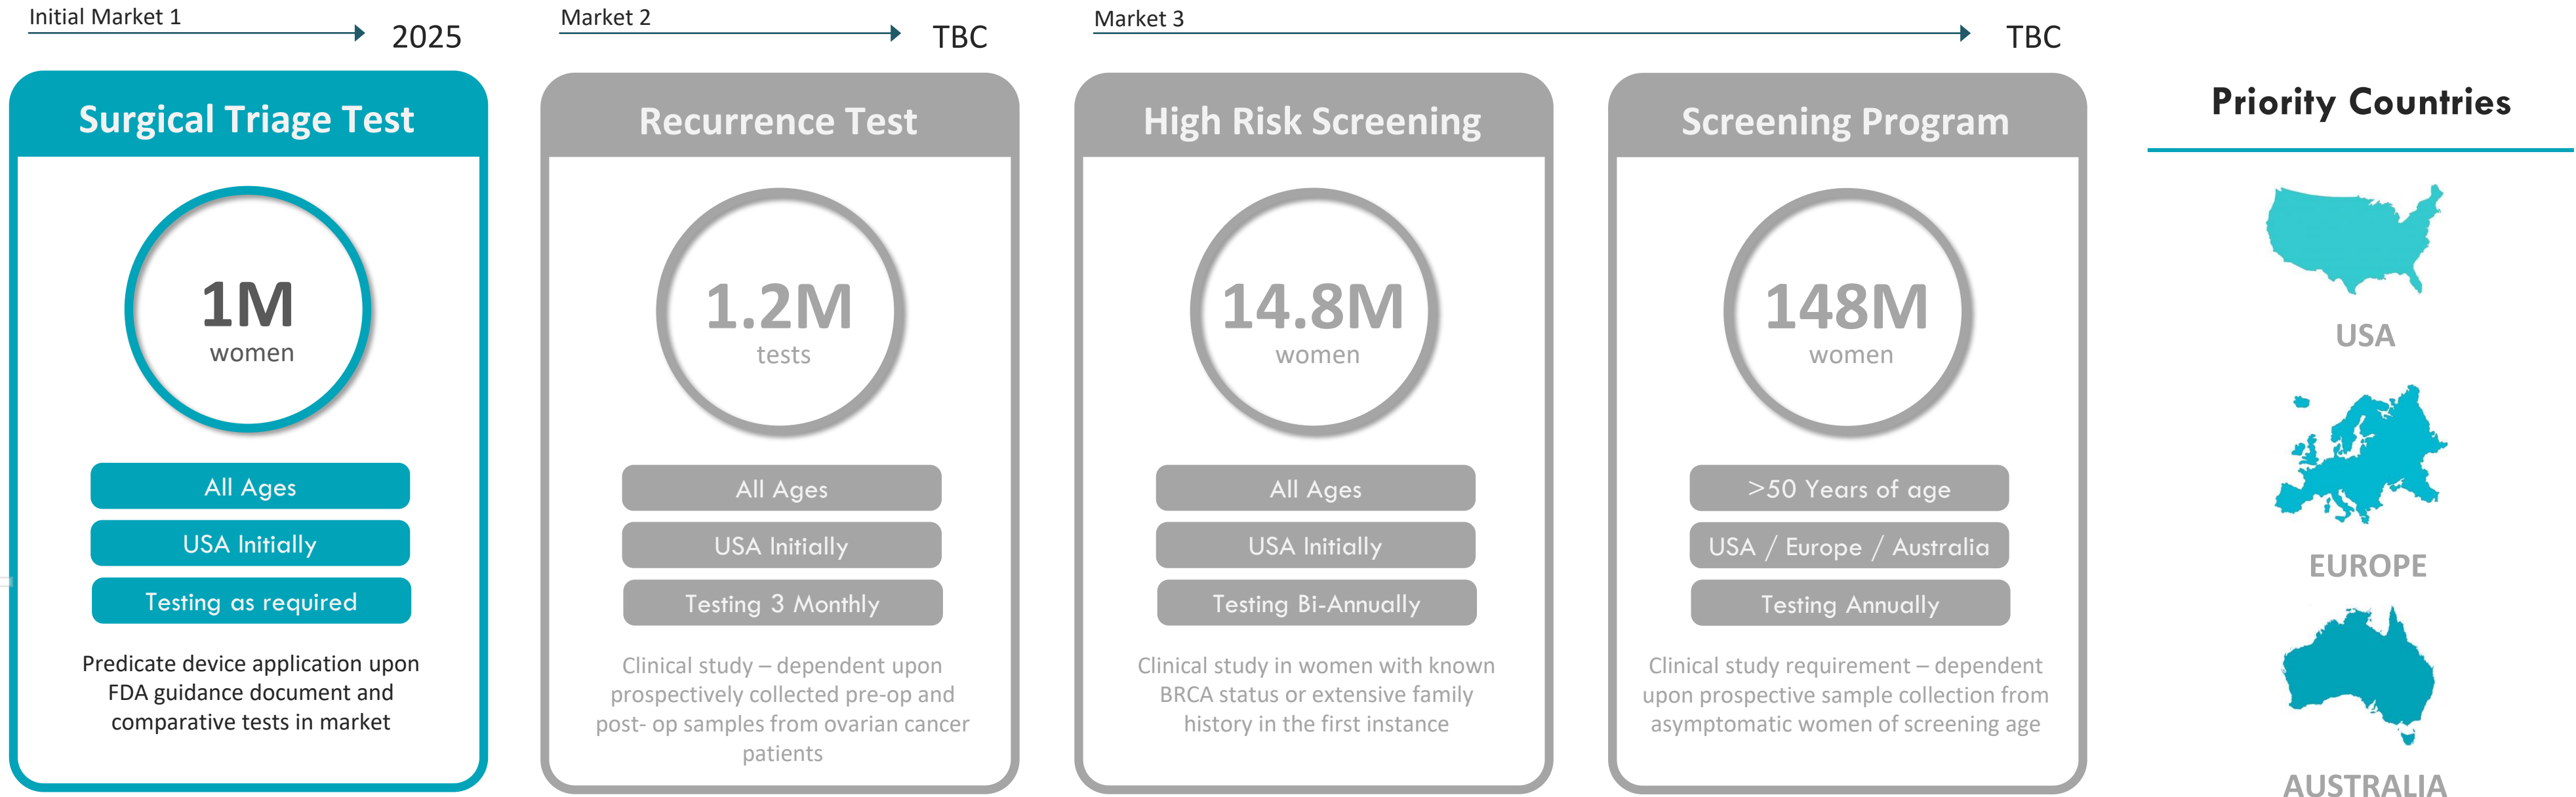 Initial Market 1
2025
Market 2
TBC
Market 3
TBC
Surgical Triage Test
1M
women
All Ages
USA Initially
Testing as required
Predicate device application upon
FDA guidance document and
comparative tests in market
Recurrence Test
1.2M
tests
All Ages
USA Initially
Testing 3 Monthly
Clinical study – dependent upon
prospectively collected pre-op and
post- op samples from ovarian cancer
patients
High Risk Screening
14.8M
women
All Ages
USA Initially
Testing Bi-Annually
Clinical study in women with known
BRCA status or extensive family
history in the first instance
Screening Program
148M
women
>50 Years of age
USA / Europe / Australia
Testing Annually
Clinical study requirement – dependent
upon prospective sample collection from
asymptomatic women of screening age
Priority Countries
USA
EUROPE
AUSTRALIA